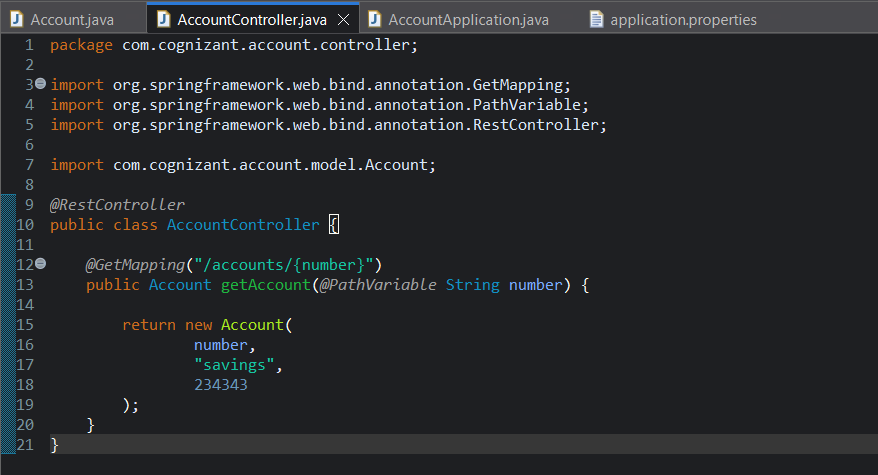 Account.java AccountController.java AccountApplication.java application.properties
1 package com.cognizant.account.controller;
2
3 import org.springframework.web.bind.annotation.GetMapping;
4 import org.springframework.web.bind.annotation.PathVariable;
5 import org.springframework.web.bind.annotation.RestController;
6
7 import com.cognizant.account.model.Account;
8
9 @RestController
10 public class AccountController {
11
12     @GetMapping("/accounts/{number}")
13     public Account getAccount(@PathVariable String number) {
14
15         return new Account(
16                 number,
17                 "savings",
18                 234343
19         );
20     }
21 }